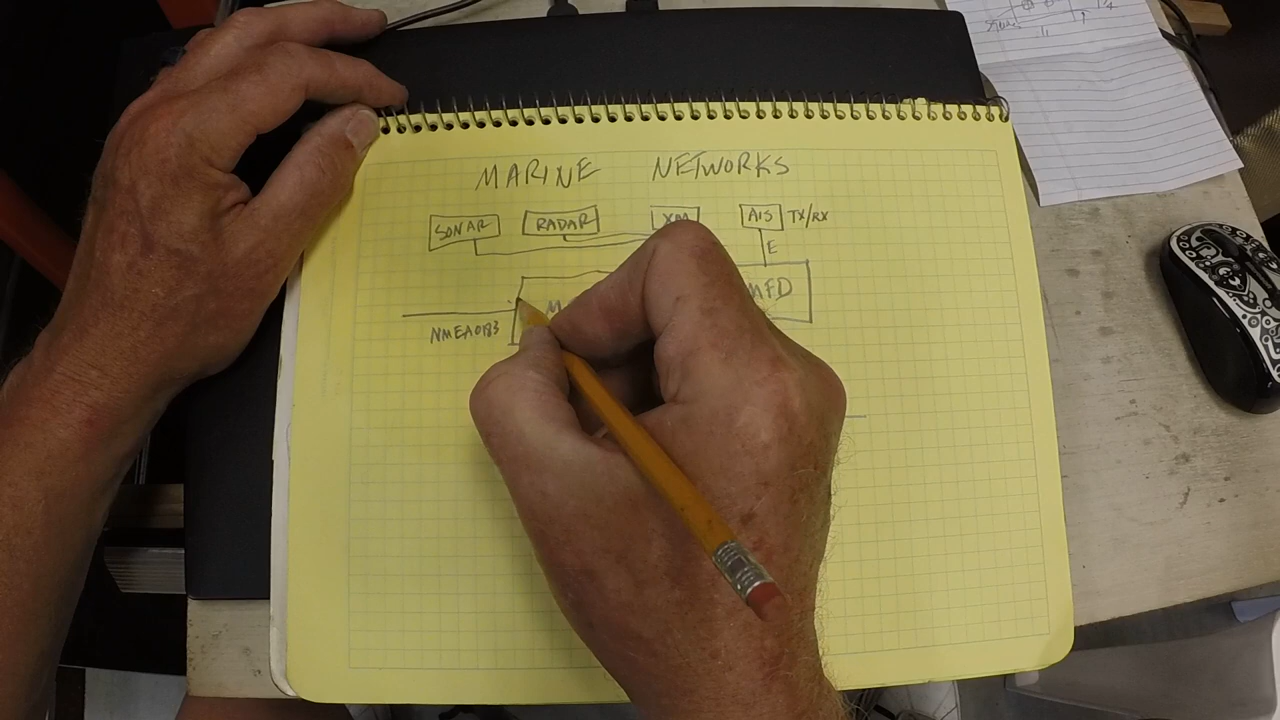 MARINE NETWORKS
SONAR RADAR XM AIS TX/RX
E
MFD
NMEA0183